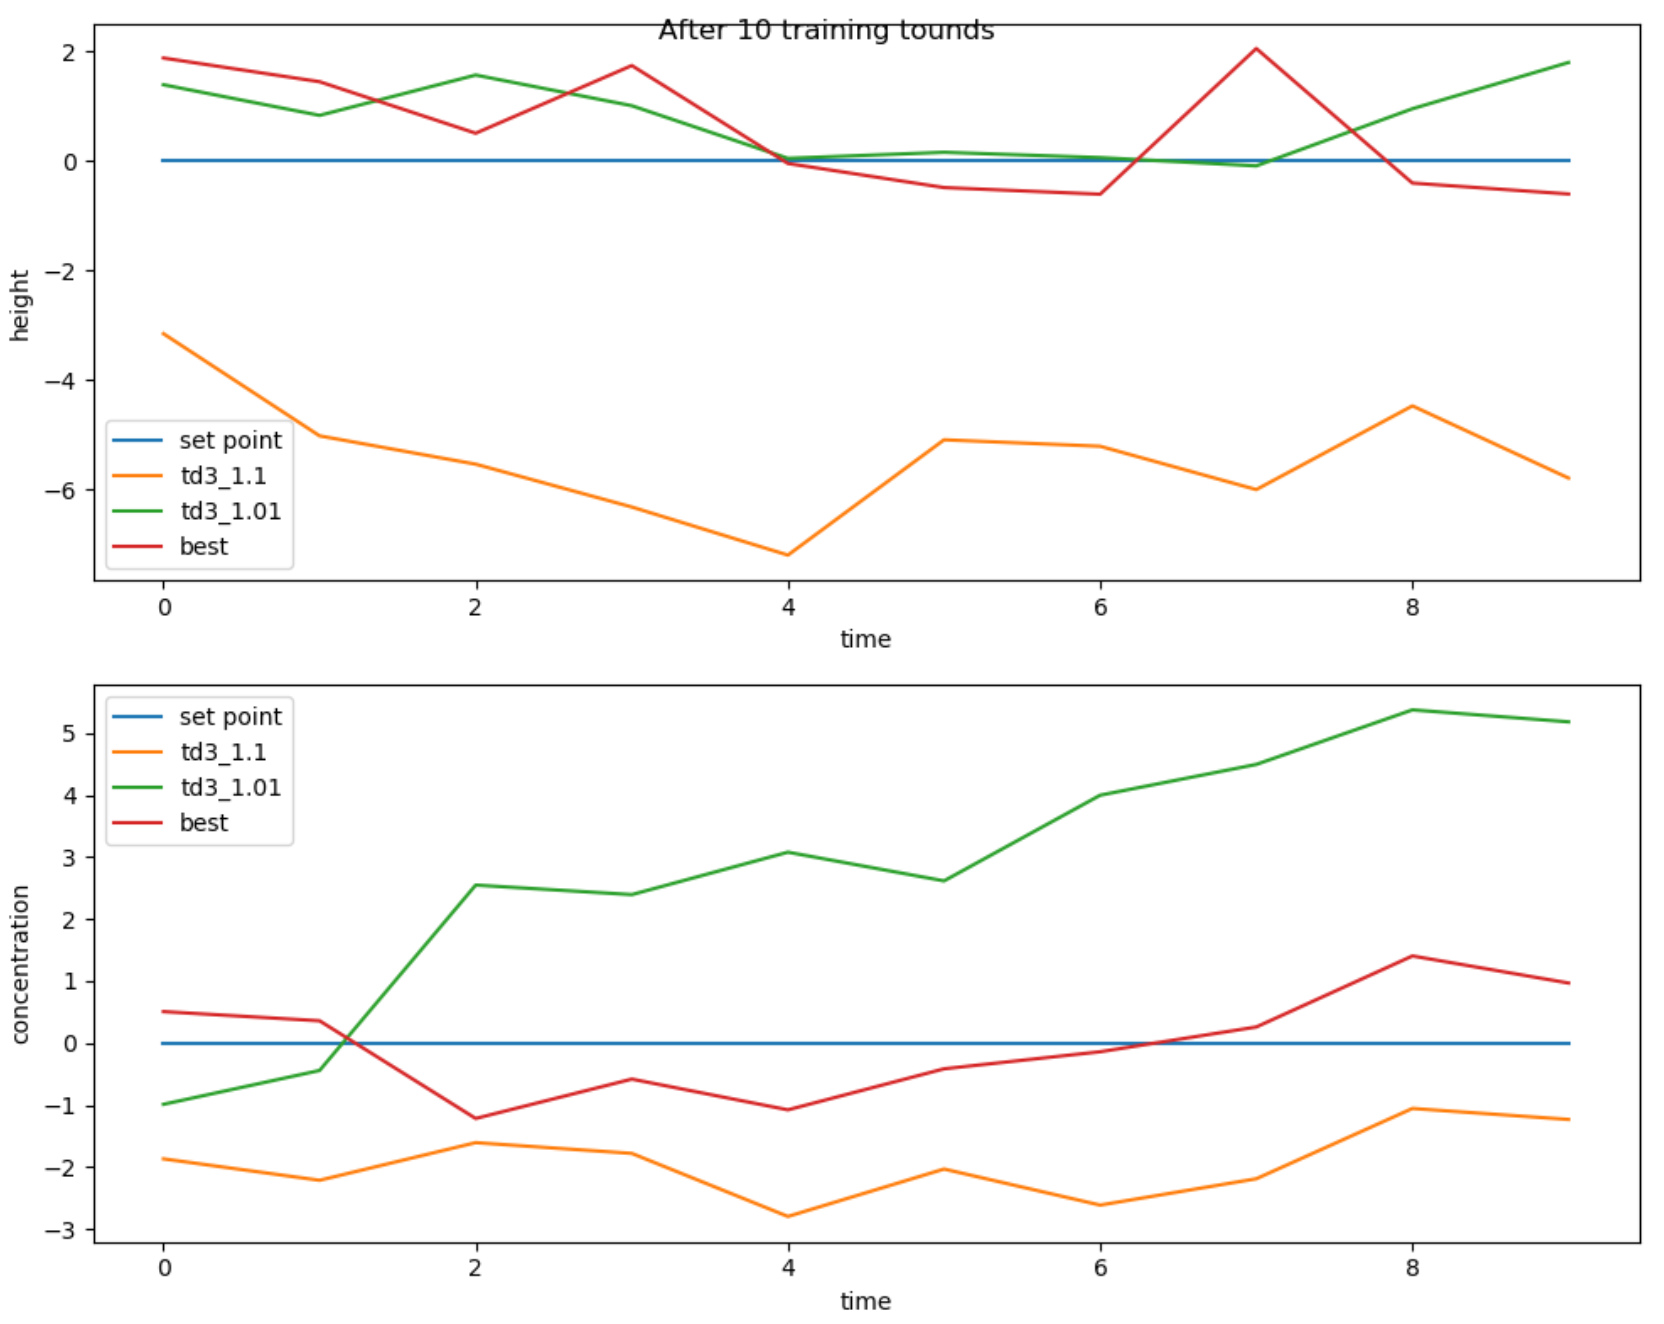 After 10 training tounds
height
2
0
−2
−4
−6
set point
td3_1.1
td3_1.01
best
0 2 4 6 8
time
concentration
5
4
3
2
1
0
−1
−2
−3
set point
td3_1.1
td3_1.01
best
0 2 4 6 8
time